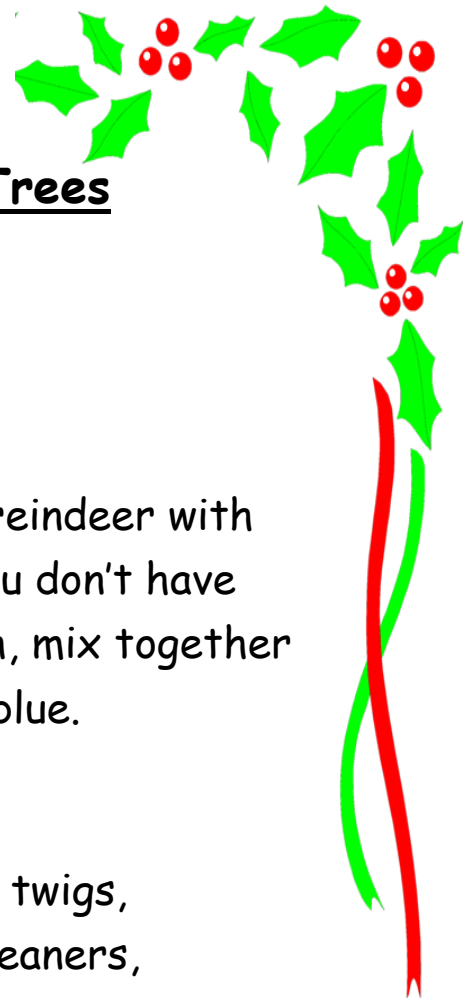 Trees
reindeer with
u don't have
mix together
blue.
twigs,
eaners,